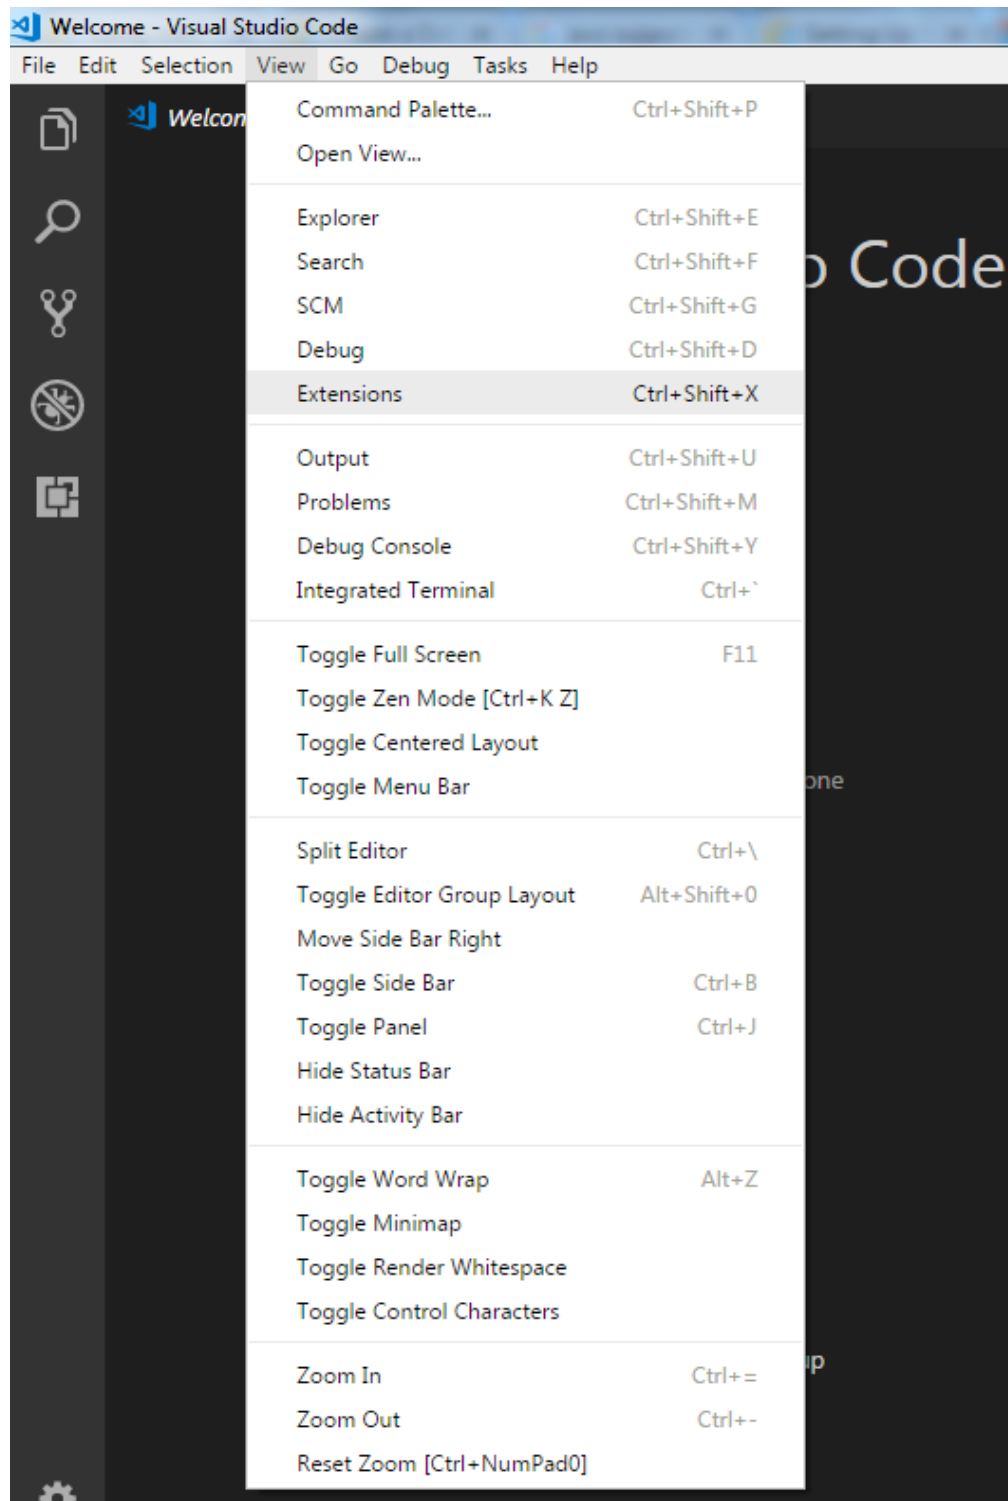 Welcome - Visual Studio Code
File Edit Selection View Go Debug Tasks Help
Welcom
Command Palette... Ctrl+Shift+P
Open View...
Explorer Ctrl+Shift+E
Search Ctrl+Shift+F
o Code
SCM Ctrl+Shift+G
Debug Ctrl+Shift+D
Extensions Ctrl+Shift+X
Output Ctrl+Shift+U
Problems Ctrl+Shift+M
Debug Console Ctrl+Shift+Y
Integrated Terminal Ctrl+`
Toggle Full Screen F11
Toggle Zen Mode [Ctrl+K Z]
Toggle Centered Layout
Toggle Menu Bar
one
Split Editor Ctrl+\
Toggle Editor Group Layout Alt+Shift+0
Move Side Bar Right
Toggle Side Bar Ctrl+B
Toggle Panel Ctrl+J
Hide Status Bar
Hide Activity Bar
Toggle Word Wrap Alt+Z
Toggle Minimap
Toggle Render Whitespace
Toggle Control Characters
up
Zoom In Ctrl+=
Zoom Out Ctrl+-
Reset Zoom [Ctrl+NumPad0]